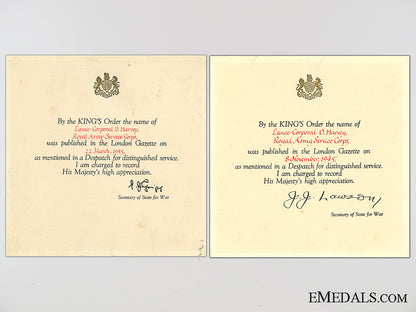 By the KING'S Order the name of
Lance-Corporal D. Harvey,
Royal Army Service Corps,
was published in the London Gazette on
22 March, 1945,
as mentioned in a Despatch for distinguished service.
I am charged to record
His Majesty's high appreciation.
Secretary of State for War
By the KING'S Order the name of
Lance-Corporal D. Harvey,
Royal Army Service Corps,
was published in the London Gazette on
8 November, 1945,
as mentioned in a Despatch for distinguished service.
I am charged to record
His Majesty's high appreciation.
J.J. Lawson
Secretary of State for War
EMEDALS.COM